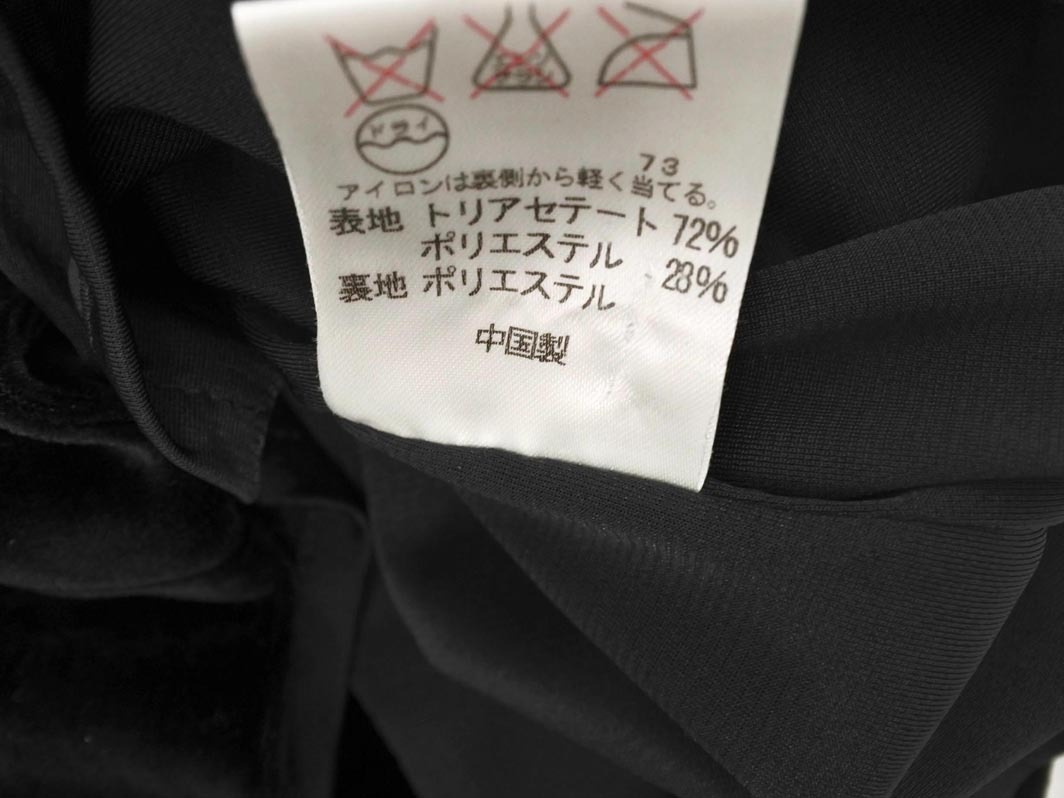 ドライ
73
アイロンは裏側から軽く当てる。
表地 トリアセテート 72%
ポリエステル 28%
裏地 ポリエステル
中国製